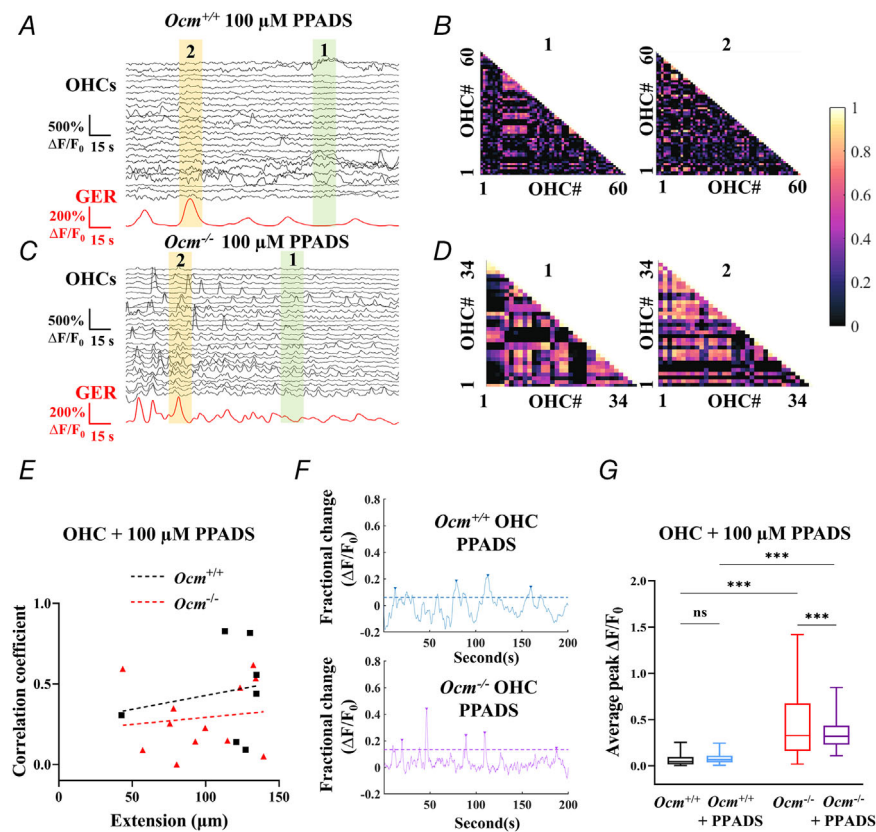 A
Ocm+/+ 100 µM PPADS
2
1
OHCs
500%
ΔF/F0 15 s
GER
200%
ΔF/F0 15 s
B
1
2
60
OHC#
1
1 OHC# 60
60
OHC#
1
1 OHC# 60
1
0.8
0.6
0.4
0.2
0
C
Ocm-/- 100 µM PPADS
2
1
OHCs
500%
ΔF/F0 15 s
GER
200%
ΔF/F0 15 s
D
1
2
34
OHC#
1
1 OHC# 34
34
OHC#
1
1 OHC# 34
E
OHC + 100 µM PPADS
Ocm+/+
Ocm-/-
Correlation coefficient
1.0
0.5
0.0
0 50 100 150
Extension (µm)
F
Fractional change
(ΔF/F0)
0.8
0.6
0.4
0.2
0
-0.2
Ocm+/+ OHC
PPADS
50 100 150 200
Second(s)
Fractional change
(ΔF/F0)
0.8
0.6
0.4
0.2
0
-0.2
Ocm-/- OHC
PPADS
50 100 150 200
Second(s)
G
OHC + 100 µM PPADS
Average peak ΔF/F0
2.0
1.5
1.0
0.5
0.0
***
***
ns
***
Ocm+/+
Ocm+/+
+ PPADS
Ocm-/-
Ocm-/-
+ PPADS